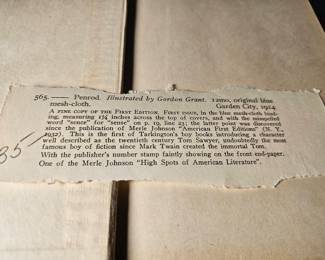 565. —— Penrod. Illustrated by Gordon Grant. 12mo, original blue
mesh-cloth. Garden City, 1914
A FINE COPY OF THE FIRST EDITION. FIRST ISSUE, in the blue mesh-cloth bind-
ing, measuring 1¾ inches across the top of covers, and with the misspelled
word "sence" for "sense" on p. 19, line 23; the latter point was discovered
since the publication of Merle Johnson "American First Editions" (N. Y.,
1932). This is the first of Tarkington's boy books introducing a character
well described as the twentieth century Tom Sawyer, undoubtedly the most
famous boy of fiction since Mark Twain created the immortal Tom.
With the publisher's number stamp faintly showing on the front end-paper.
One of the Merle Johnson "High Spots of American Literature".
35